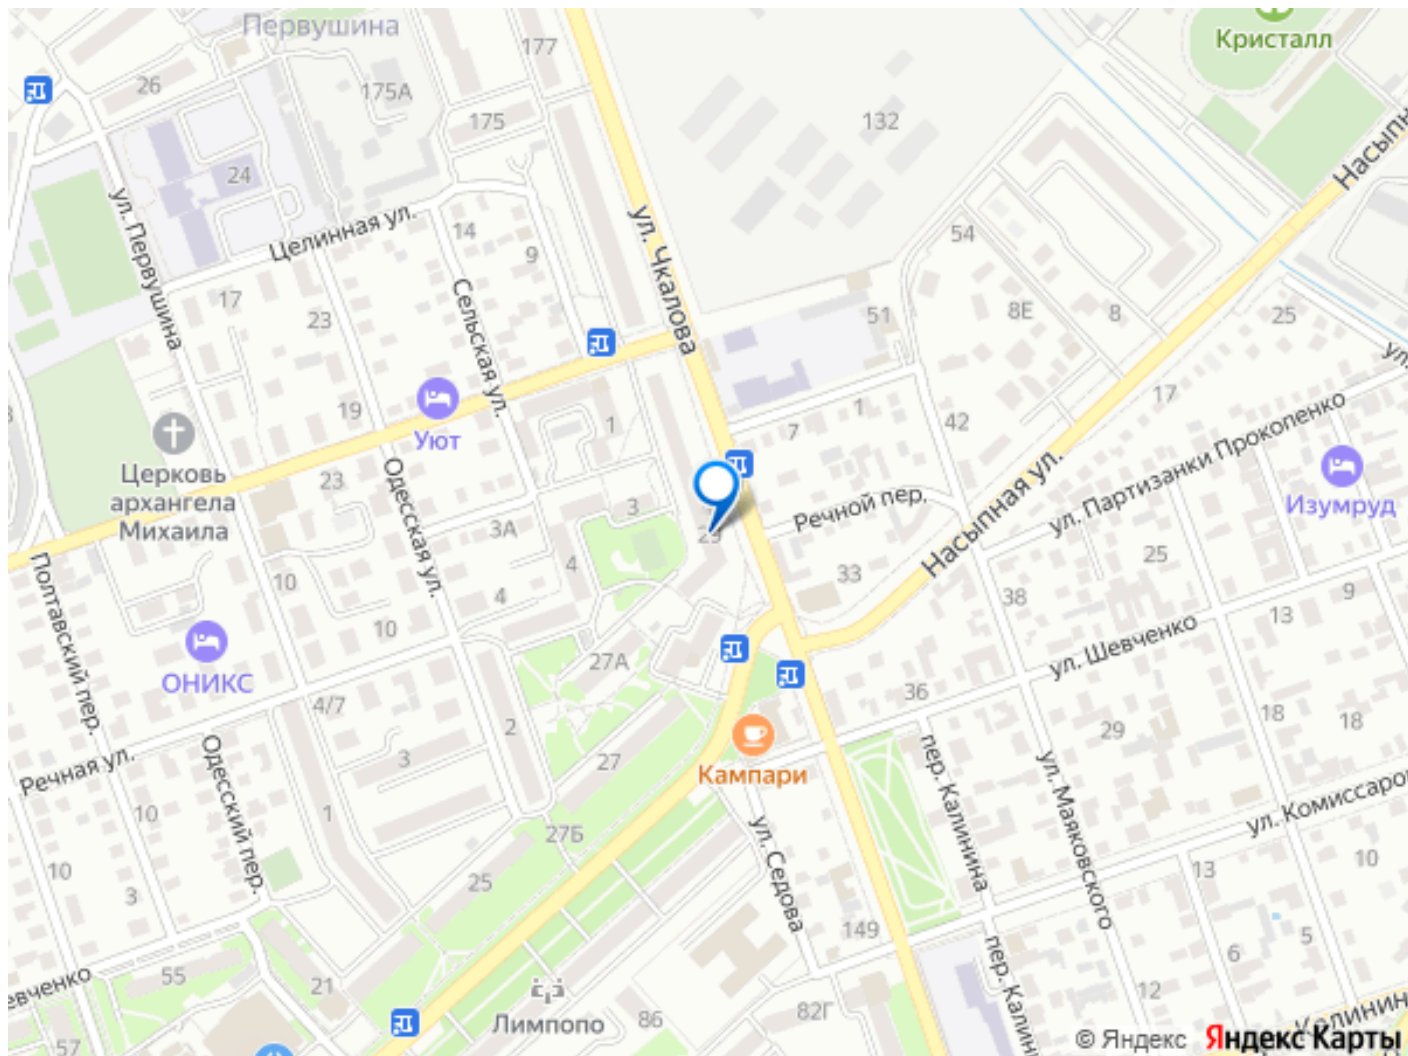 Первушина
177
Кристалл
26
175А
175
132
Насыпн
24
ул. Первушина
Целинная ул.
14
9
ул. Чкалова
54
17
23
Сельская ул.
51
8Е
8
25
ул.
19
Уют
1
7
1
42
17
Церковь
архангела
Михаила
23
Одесская ул.
3А
3
Речной пер.
Насыпная ул.
ул. Партизанки Прокопенко
Изумруд
4
33
25
Полтавский пер.
10
4
10
38
13
9
ОНИКС
27А
ул. Шевченко
4/7
2
36
29
18
18
Речная ул.
3
27
Кампари
пер. Калинина
ул. Маяковского
Одесский пер.
10
1
27Б
ул. Седова
ул. Комиссаро
10
3
25
13
10
149
5
6
евченко
55
21
пер. Калин
12
Лимпопо
86
82Г
Калинин
57
© Яндекс Яндекс Карты